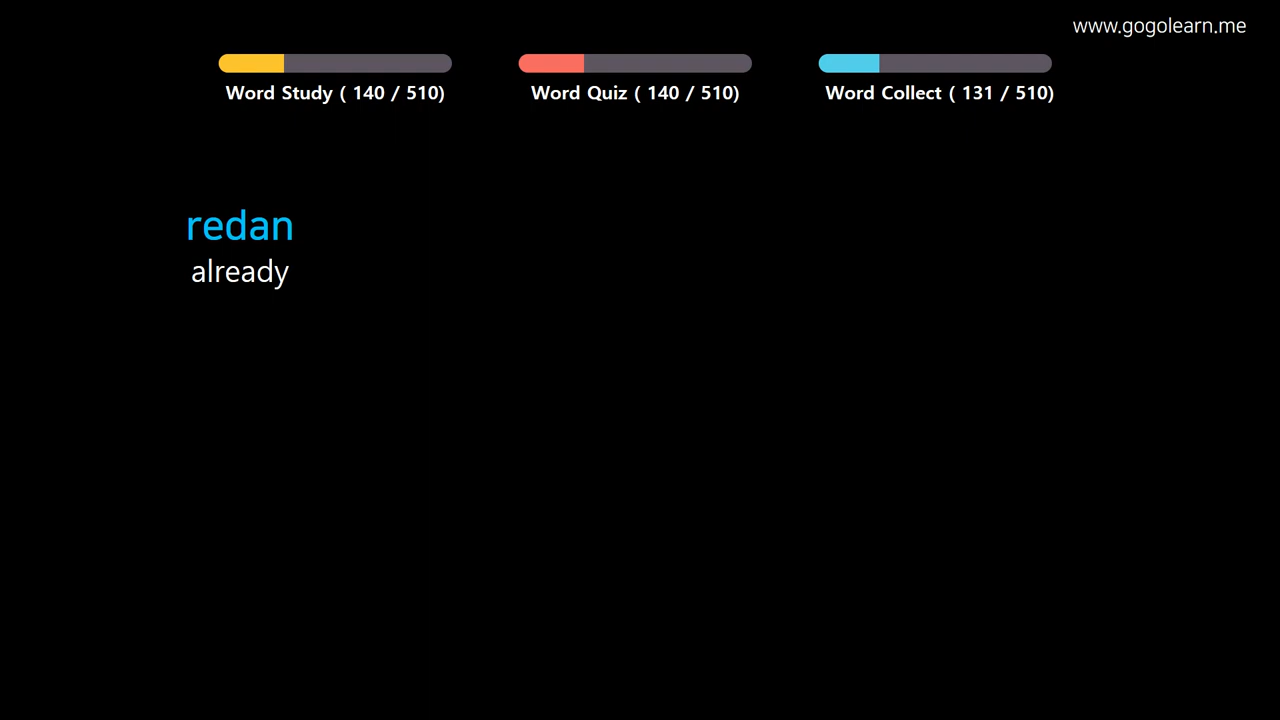 www.gogolearn.me
Word Study ( 140 / 510)
Word Quiz ( 140 / 510)
Word Collect ( 131 / 510)
redan
already